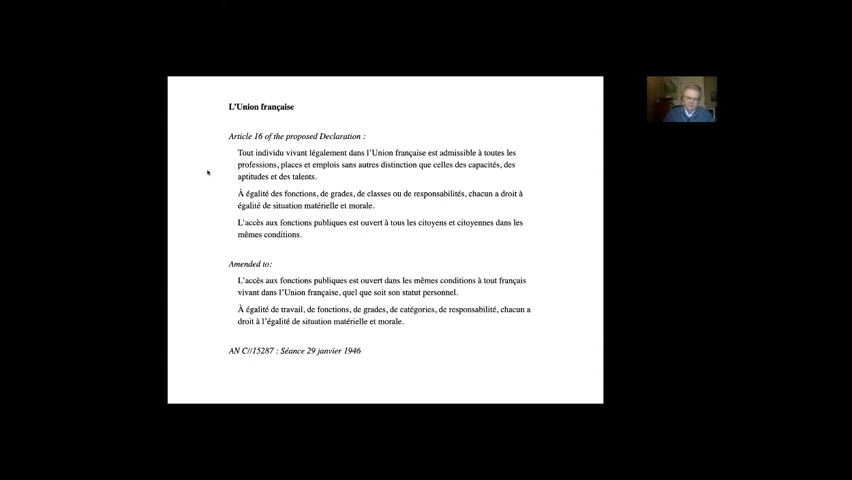 L'Union française
Article 16 of the proposed Declaration :
Tout individu vivant légalement dans l'Union française est admissible à toutes les
professions, places et emplois sans autres distinction que celles des capacités, des
aptitudes et des talents.
À égalité des fonctions, de grades, de classes ou de responsabilités, chacun a droit à
égalité de situation matérielle et morale.
L'accès aux fonctions publiques est ouvert à tous les citoyens et citoyennes dans les
mêmes conditions.
Amended to:
L'accès aux fonctions publiques est ouvert dans les mêmes conditions à tout français
vivant dans l'Union française, quel que soit son statut personnel.
À égalité de travail, de fonctions, de grades, de catégories, de responsabilité, chacun a
droit à l'égalité de situation matérielle et morale.
AN C//15287 : Séance 29 janvier 1946